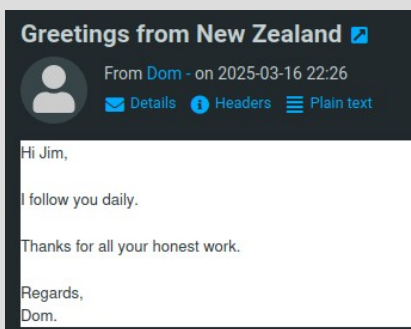 Greetings from New Zealand
From Dom - on 2025-03-16 22:26
Details Headers Plain text
Hi Jim,
I follow you daily.
Thanks for all your honest work.
Regards,
Dom.